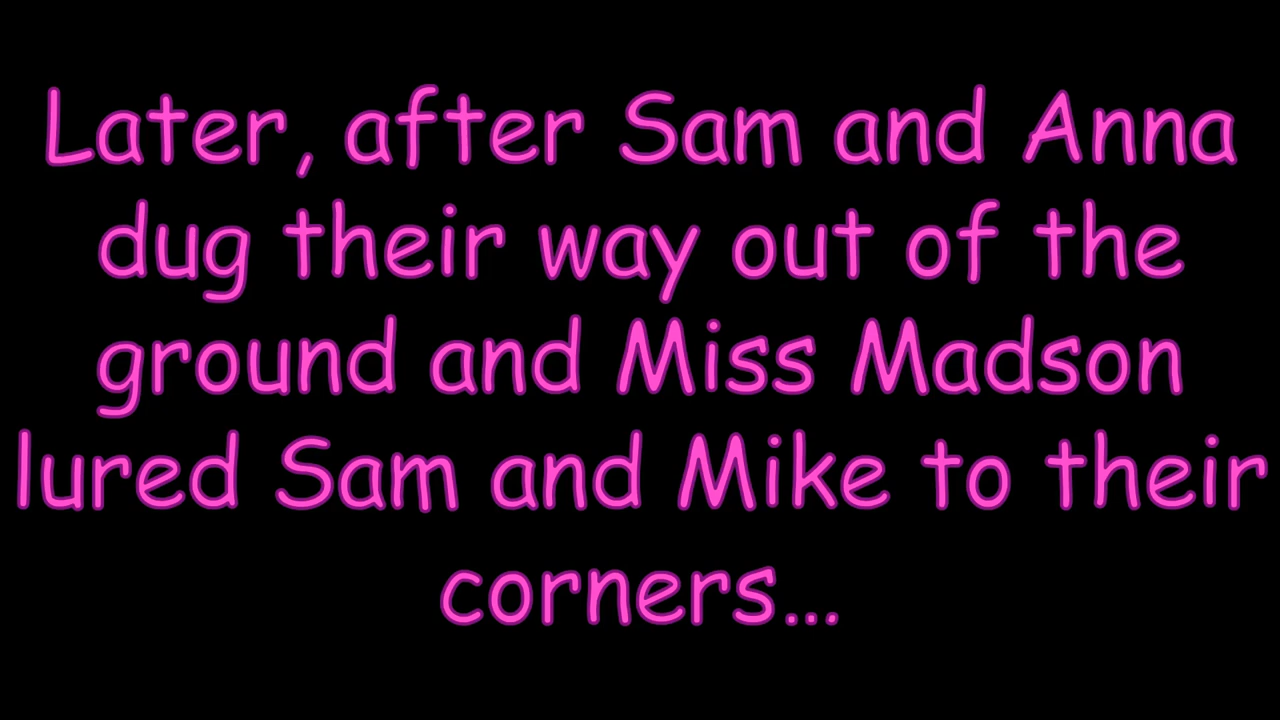 Later, after Sam and Anna
dug their way out of the
ground and Miss Madson
lured Sam and Mike to their
corners...